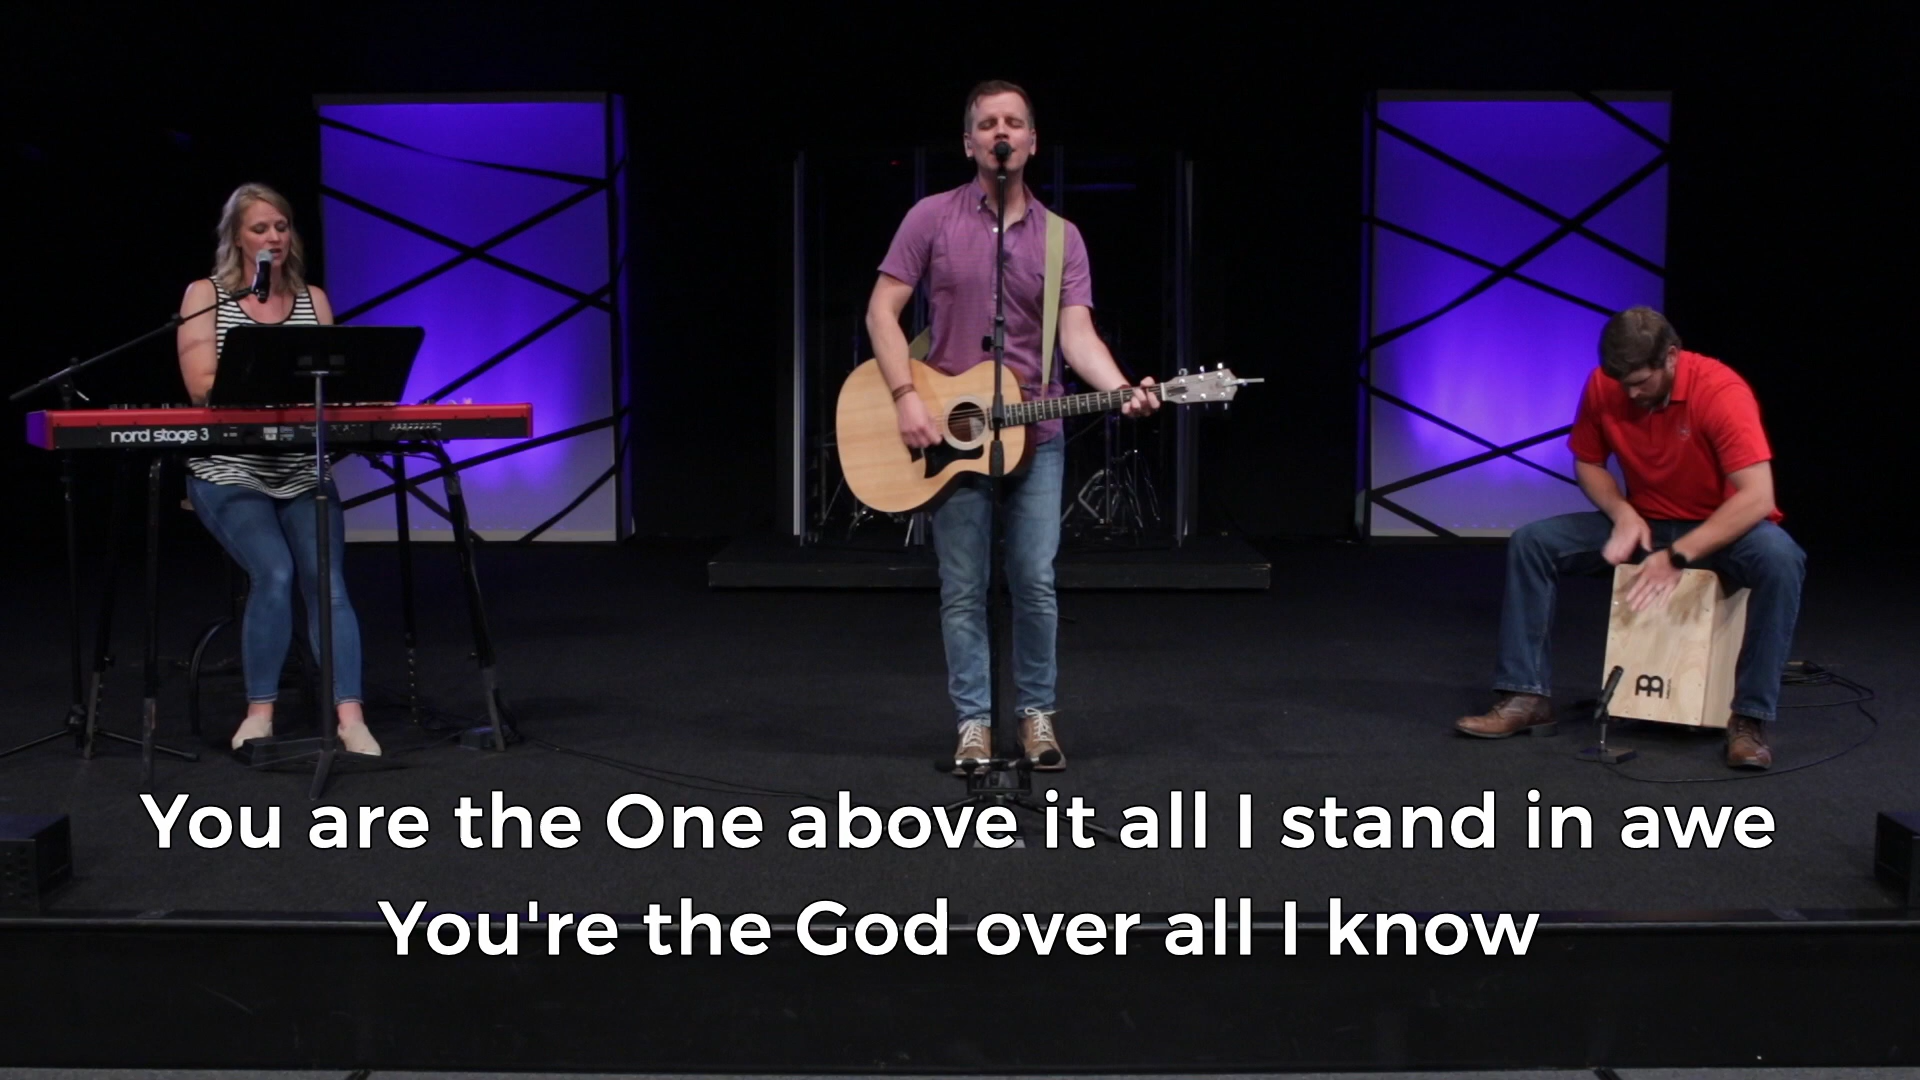 nord stage 3
You are the One above it all I stand in awe
You're the God over all I know